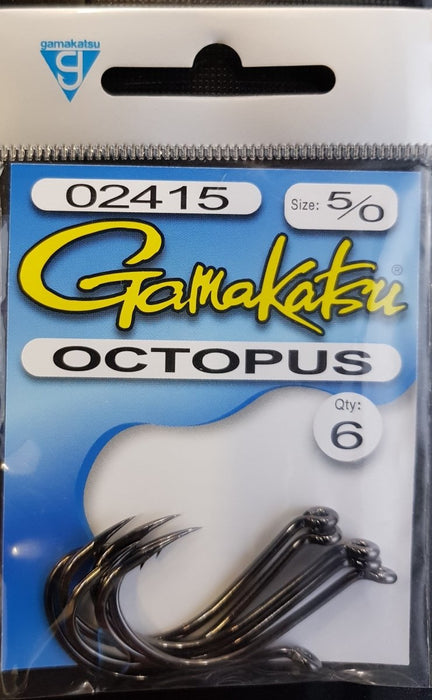 gamakatsu
02415
Size: 5/0
Gamakatsu®
OCTOPUS
Qty:
6